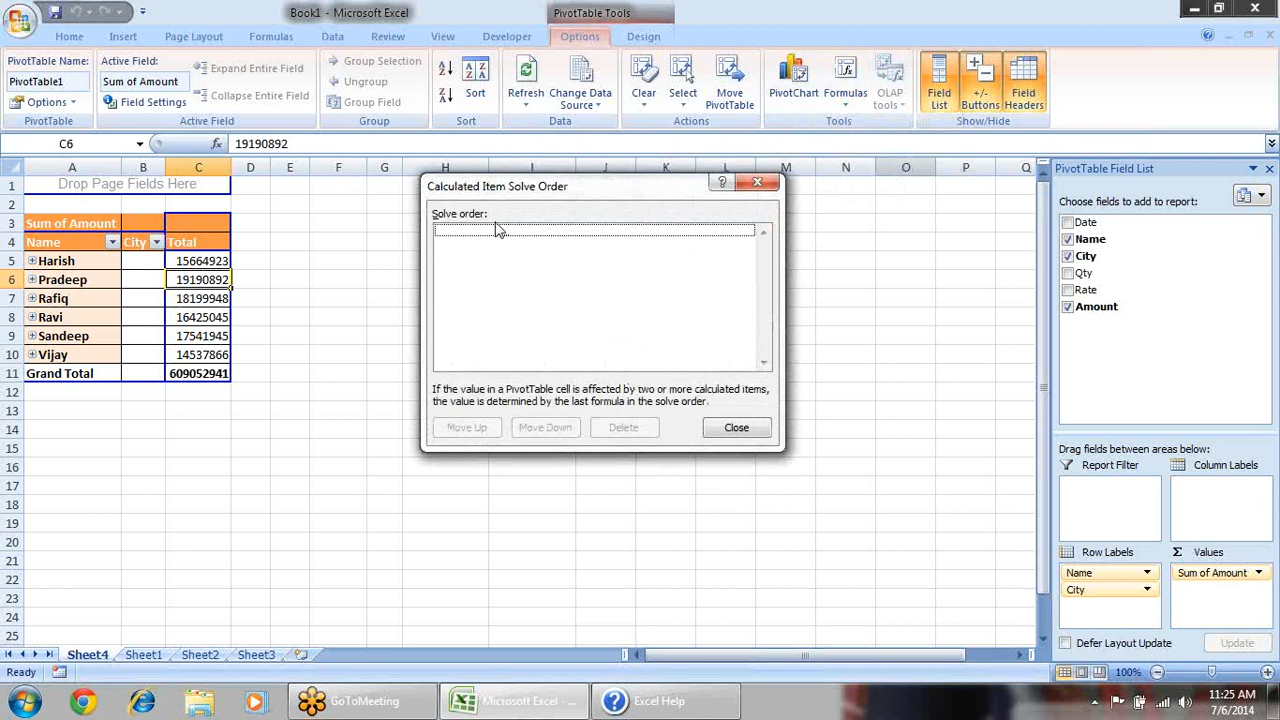 Book1 - Microsoft Excel
PivotTable Tools
Home Insert Page Layout Formulas Data Review View Developer Options Design
PivotTable Name:
PivotTable1
Options
PivotTable
Active Field:
Sum of Amount
Field Settings
Expand Entire Field
Collapse Entire Field
Active Field
Group Selection
Ungroup
Group Field
Group
Sort
Sort
Refresh
Change Data
Source
Data
Clear
Select
Move
PivotTable
Actions
PivotChart
Formulas
OLAP
tools
Tools
Field
List
+/-
Buttons
Field
Headers
Show/Hide
C6
fx
19190892
A B C D E F G H I J K L M N O P Q
1 Drop Page Fields Here
2
3 Sum of Amount
4 Name City Total
5 Harish 15664923
6 Pradeep 19190892
7 Rafiq 18199948
8 Ravi 16425045
9 Sandeep 17541945
10 Vijay 14537866
11 Grand Total 609052941
12
13
14
15
16
17
18
19
20
21
22
23
24
25
Calculated Item Solve Order
Solve order:
If the value in a PivotTable cell is affected by two or more calculated items,
the value is determined by the last formula in the solve order.
Move Up Move Down Delete Close
PivotTable Field List
Choose fields to add to report:
Date
Name
City
Qty
Rate
Amount
Drag fields between areas below:
Report Filter
Column Labels
Row Labels
Σ Values
Name
City
Sum of Amount
Defer Layout Update
Update
Sheet4 Sheet1 Sheet2 Sheet3
Ready
100%
GoToMeeting
Microsoft Excel - ...
Excel Help
11:25 AM
7/6/2014